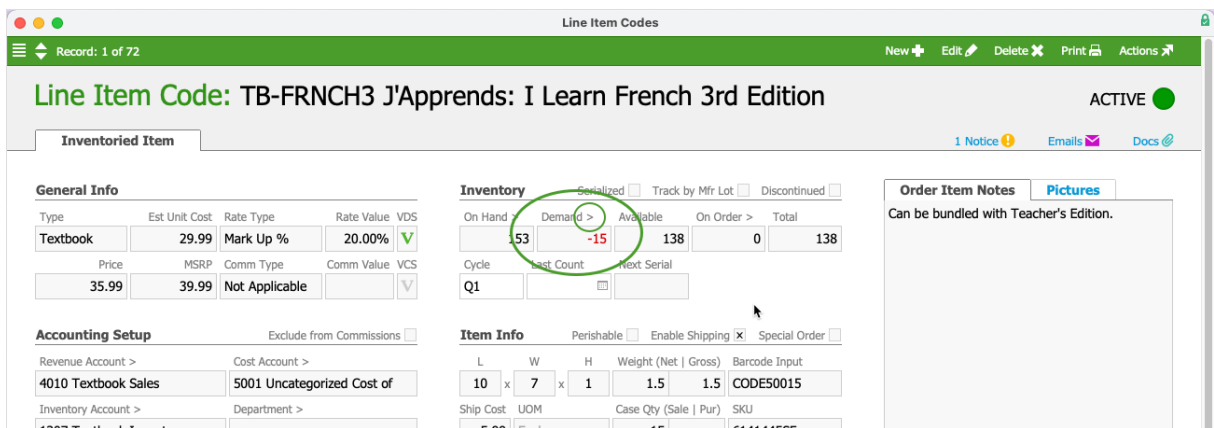 Line Item Codes
Record: 1 of 72 New Edit Delete Print Actions
Line Item Code: TB-FRNCH3 J'Apprends: I Learn French 3rd Edition ACTIVE
Inventoried Item 1 Notice Emails Docs
General Info
Type Est Unit Cost Rate Type Rate Value VDS
Textbook 29.99 Mark Up % 20.00% V
Price MSRP Comm Type Comm Value VCS
35.99 39.99 Not Applicable V
Accounting Setup Exclude from Commissions
Revenue Account > Cost Account >
4010 Textbook Sales 5001 Uncategorized Cost of
Inventory Account > Department >
Inventory Serialized Track by Mfr Lot Discontinued
On Hand > Demand > Available On Order > Total
153 -15 138 0 138
Cycle Last Count Next Serial
Q1
Item Info Perishable Enable Shipping x Special Order
L W H Weight (Net | Gross) Barcode Input
10 x 7 x 1 1.5 1.5 CODE50015
Ship Cost UOM Case Qty (Sale | Pur) SKU
Order Item Notes Pictures
Can be bundled with Teacher's Edition.